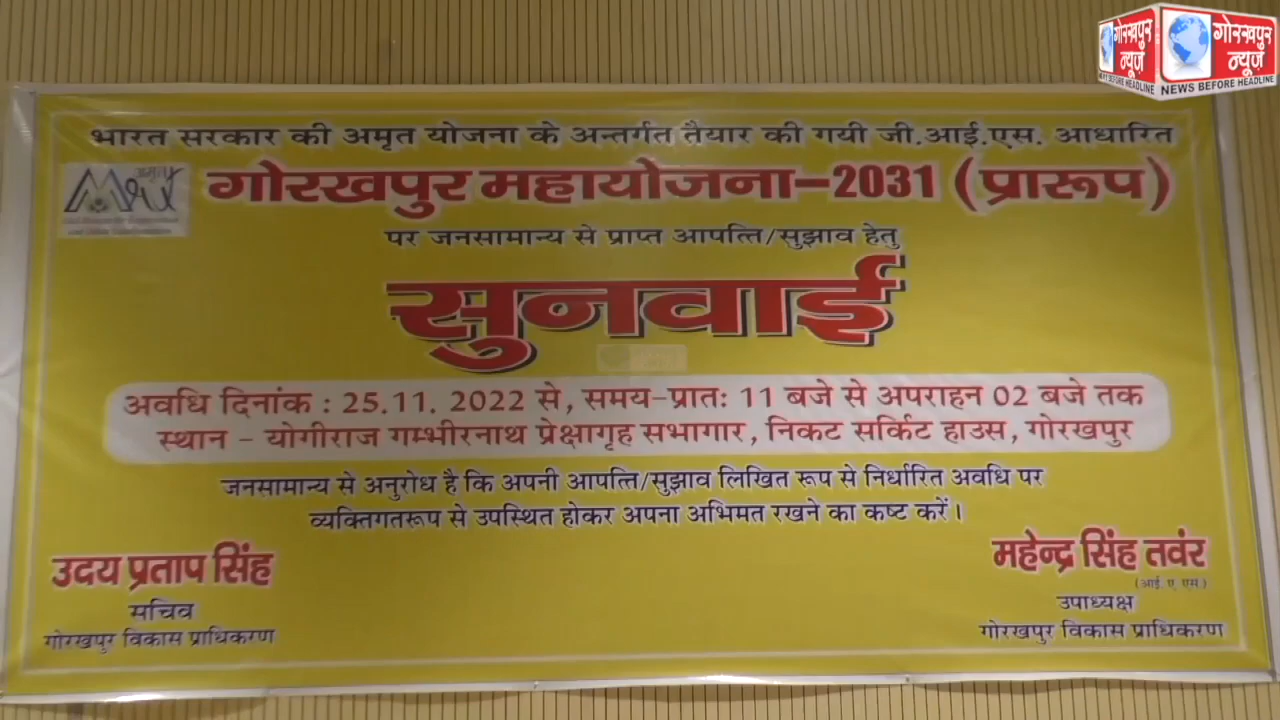 गोरखपुर
न्यूज़
गोरखपुर
न्यूज़
NEWS BEFORE HEADLINE
भारत सरकार की अमृत योजना के अन्तर्गत तैयार की गयी जी.आई.एस. आधारित
अमृत
गोरखपुर महायोजना-2031 (प्रारूप)
पर जनसामान्य से प्राप्त आपत्ति/सुझाव हेतु
सुनवाई
अवधि दिनांक : 25.11. 2022 से, समय-प्रातः 11 बजे से अपराहन 02 बजे तक
स्थान - योगीराज गम्भीरनाथ प्रेक्षागृह सभागार, निकट सर्किट हाउस, गोरखपुर
जनसामान्य से अनुरोध है कि अपनी आपत्ति/सुझाव लिखित रूप से निर्धारित अवधि पर
व्यक्तिगतरूप से उपस्थित होकर अपना अभिमत रखने का कष्ट करें।
उदय प्रताप सिंह
सचिव
गोरखपुर विकास प्राधिकरण
महेन्द्र सिंह तवंर
(आई. ए. एस.)
उपाध्यक्ष
गोरखपुर विकास प्राधिकरण